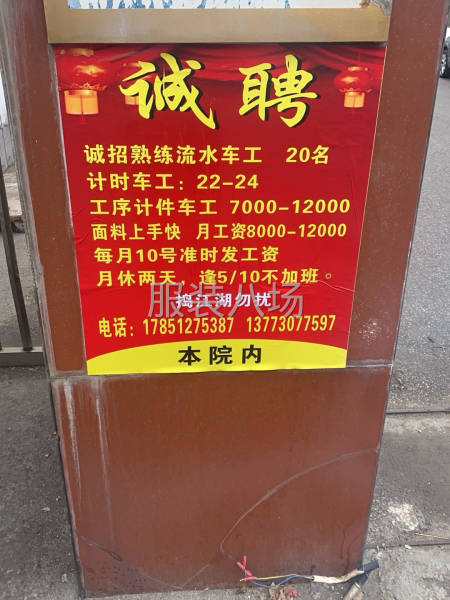 诚聘
诚招熟练流水车工 20名
计时车工：22-24
工序计件车工 7000-12000
面料上手快 月工资8000-12000
每月10号准时发工资
月休两天，逢5/10不加班。
服装八场
捣江湖勿扰
电话：17851275387 13773077597
本院内